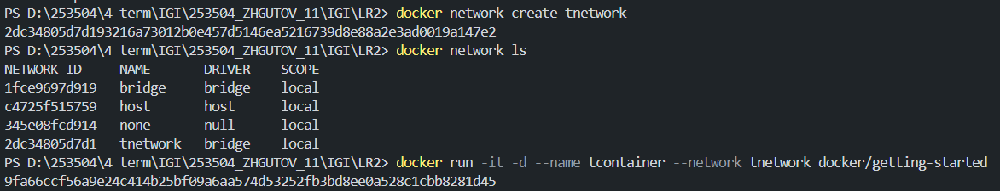 PS D:\253504\4 term\IGI\253504_ZHGUTOV_11\IGI\LR2> docker network create tnetwork
2dc34805d7d193216a73012b0e457d5146ea5216739d8e88a2e3ad0019a147e2
PS D:\253504\4 term\IGI\253504_ZHGUTOV_11\IGI\LR2> docker network ls
NETWORK ID     NAME       DRIVER    SCOPE
1fce9697d919   bridge     bridge    local
c4725f515759   host       host      local
345e08fcd914   none       null      local
2dc34805d7d1   tnetwork   bridge    local
PS D:\253504\4 term\IGI\253504_ZHGUTOV_11\IGI\LR2> docker run -it -d --name tcontainer --network tnetwork docker/getting-started
9fa66ccf56a9e24c414b25bf09a6aa574d53252fb3bd8ee0a528c1cbb8281d45